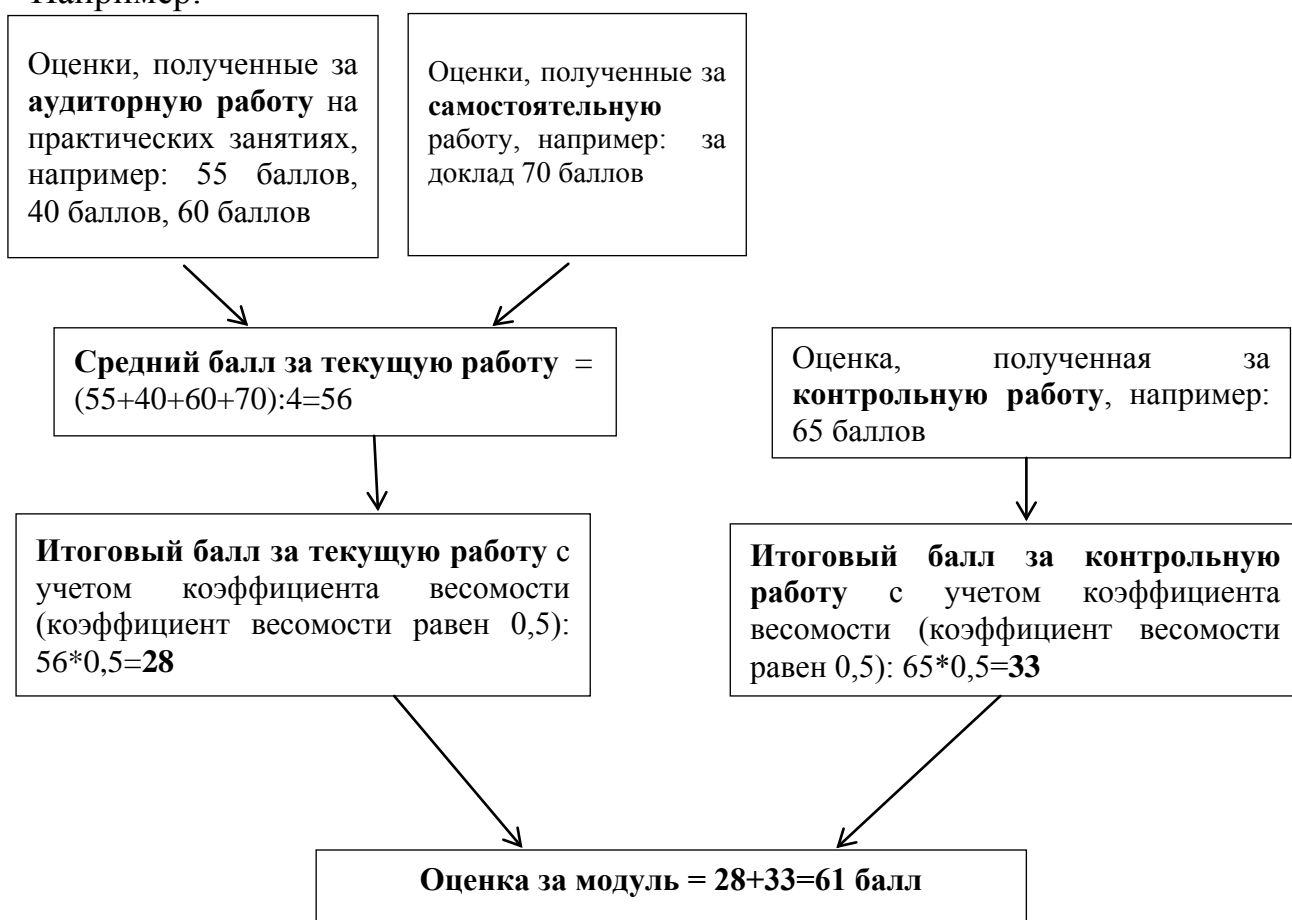 Например:
Оценки, полученные за
аудиторную работу на
практических занятиях,
например: 55 баллов,
40 баллов, 60 баллов
Оценки, полученные за
самостоятельную
работу, например: за
доклад 70 баллов
Средний балл за текущую работу =
(55+40+60+70):4=56
Оценка, полученная за
контрольную работу, например:
65 баллов
Итоговый балл за текущую работу с
учетом коэффициента весомости
(коэффициент весомости равен 0,5):
56*0,5=28
Итоговый балл за контрольную
работу с учетом коэффициента
весомости (коэффициент весомости
равен 0,5): 65*0,5=33
Оценка за модуль = 28+33=61 балл